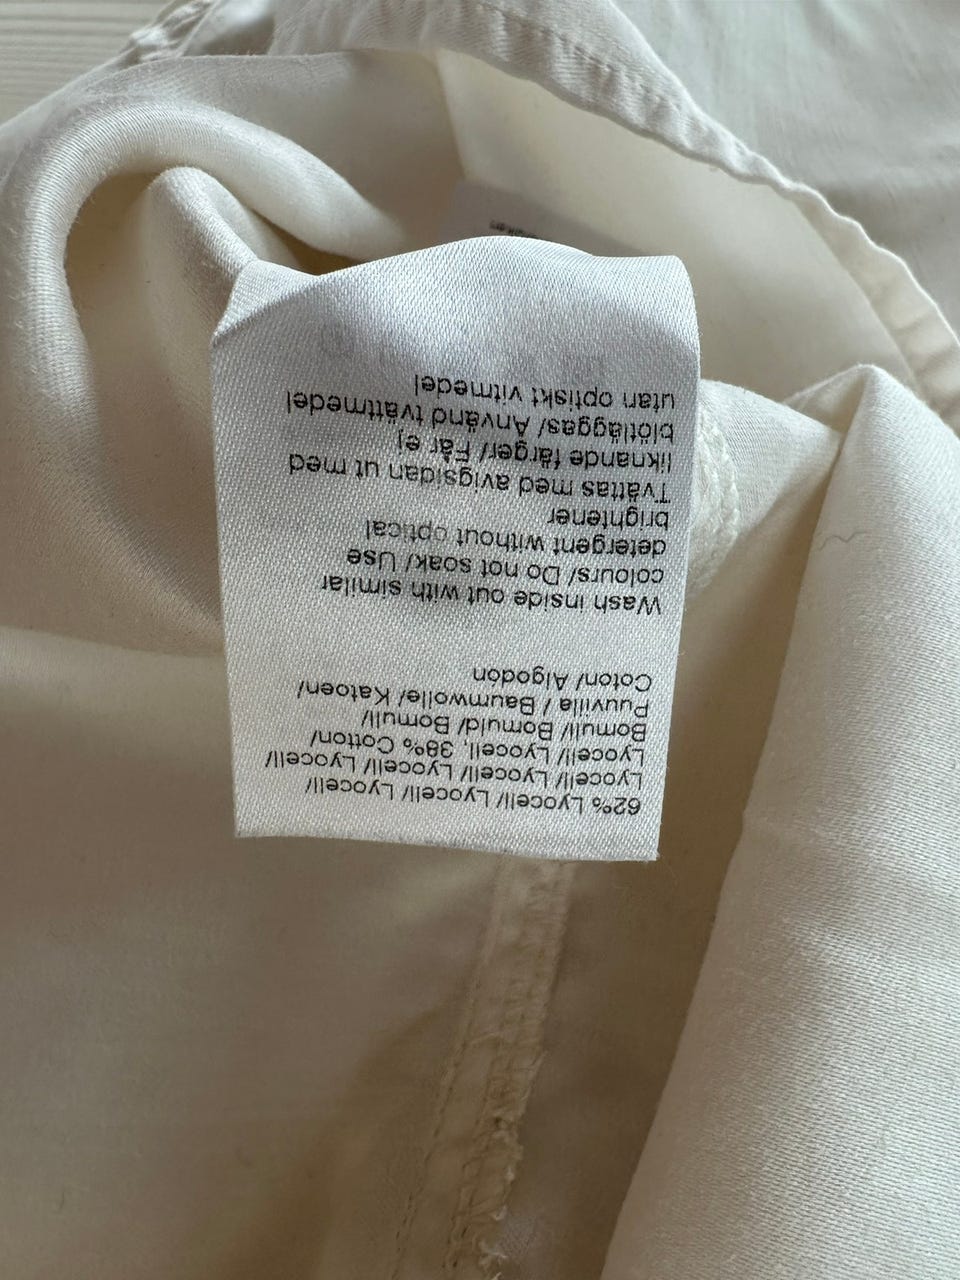 62% Lyocell/ Lyocell/ Lyocell/ Lyocell/
Lyocell/ Lyocell/ Lyocell/ Lyocell/
Lyocell/ Lyocell, 38% Cotton/
Bomull/ Bomuld/ Bomull/
Puuvilla / Baumwolle/ Katoen/
Coton/ Algodón
Wash inside out with similar
colours/ Do not soak/ Use
detergent without optical
brightener
Tvättas med avigsidan ut med
liknande färger/ Får ej
blötläggas/ Använd tvättmedel
utan optiskt vitmedel